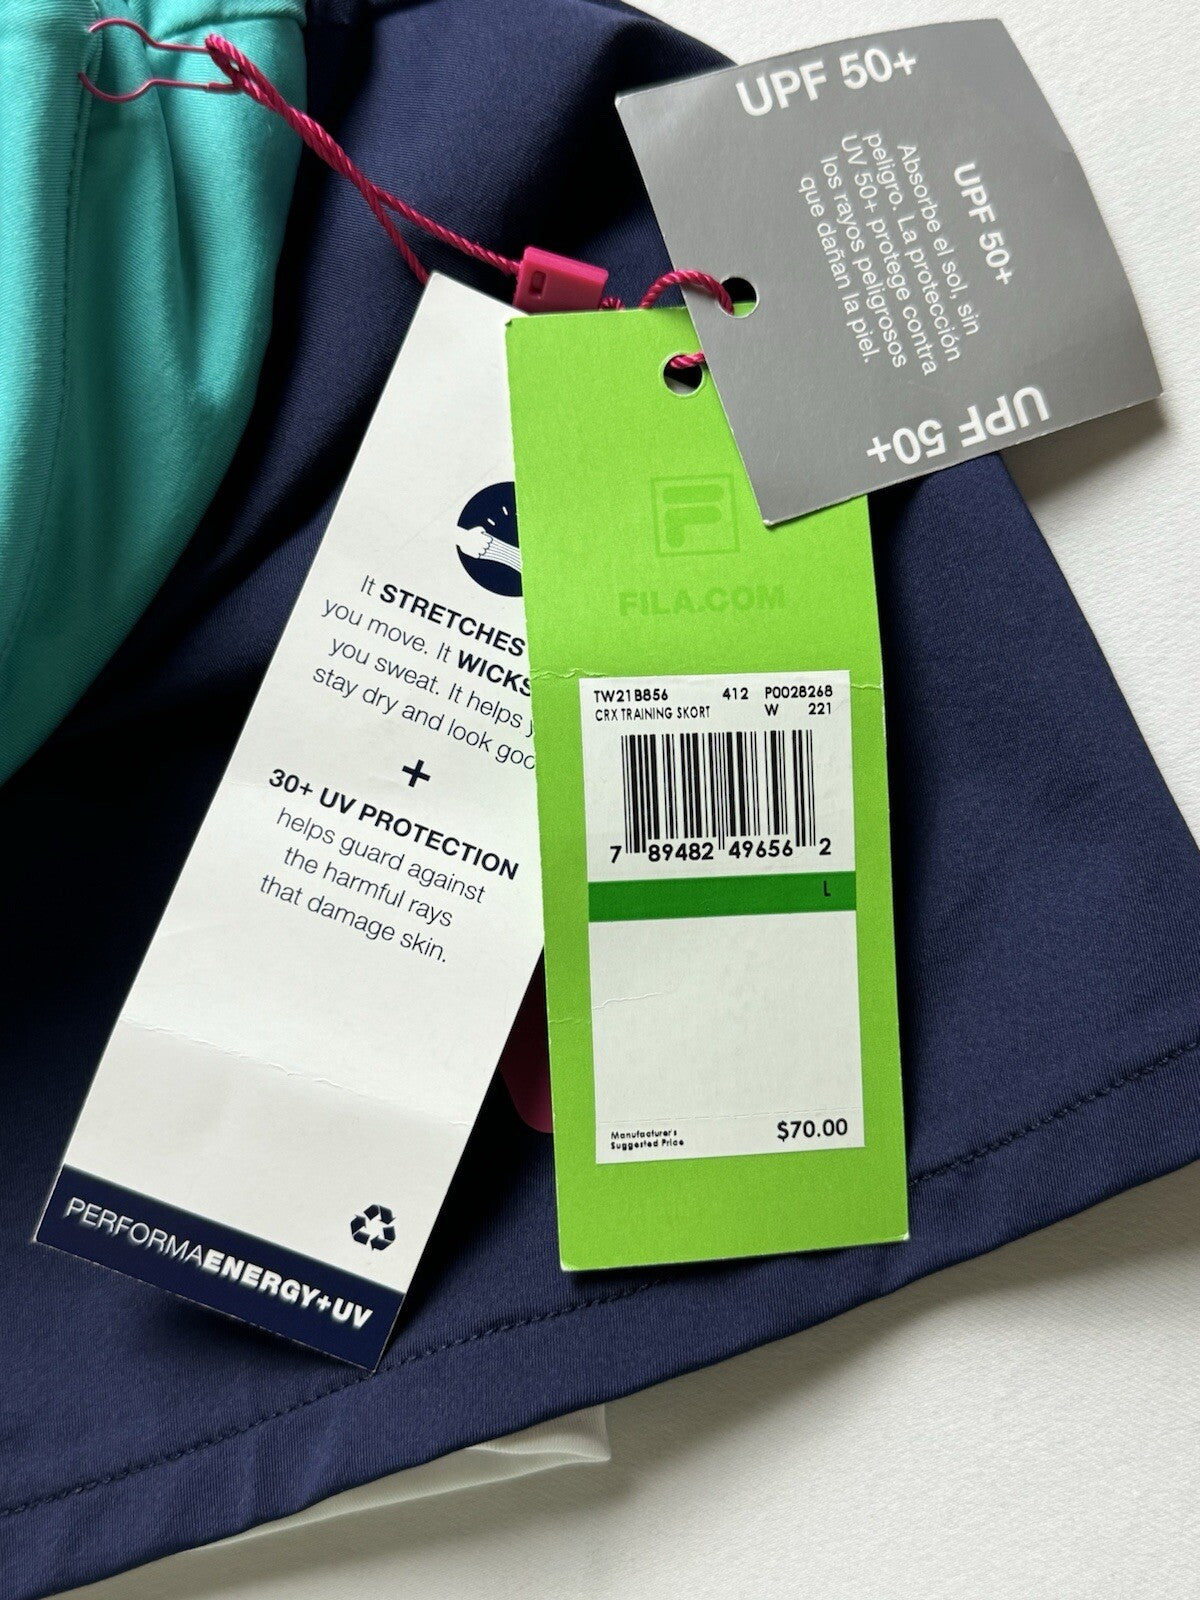 UPF 50+
UPF 50+
Absorbe el sol, sin
peligro. La protección
UV 50+ protege contra
los rayos peligrosos
que dañan la piel.
UPF 50+
It STRETCHES
you move. It WICKS
you sweat. It helps
stay dry and look
+
30+ UV PROTECTION
helps guard against
the harmful rays
that damage skin.
PERFORMAENERGY+UV
F
FILA.COM
TW21B856 412 P0028268
CRX TRAINING SKORT W 221
7 89482 49656 2
L
Manufacturer's
Suggested Price
$70.00